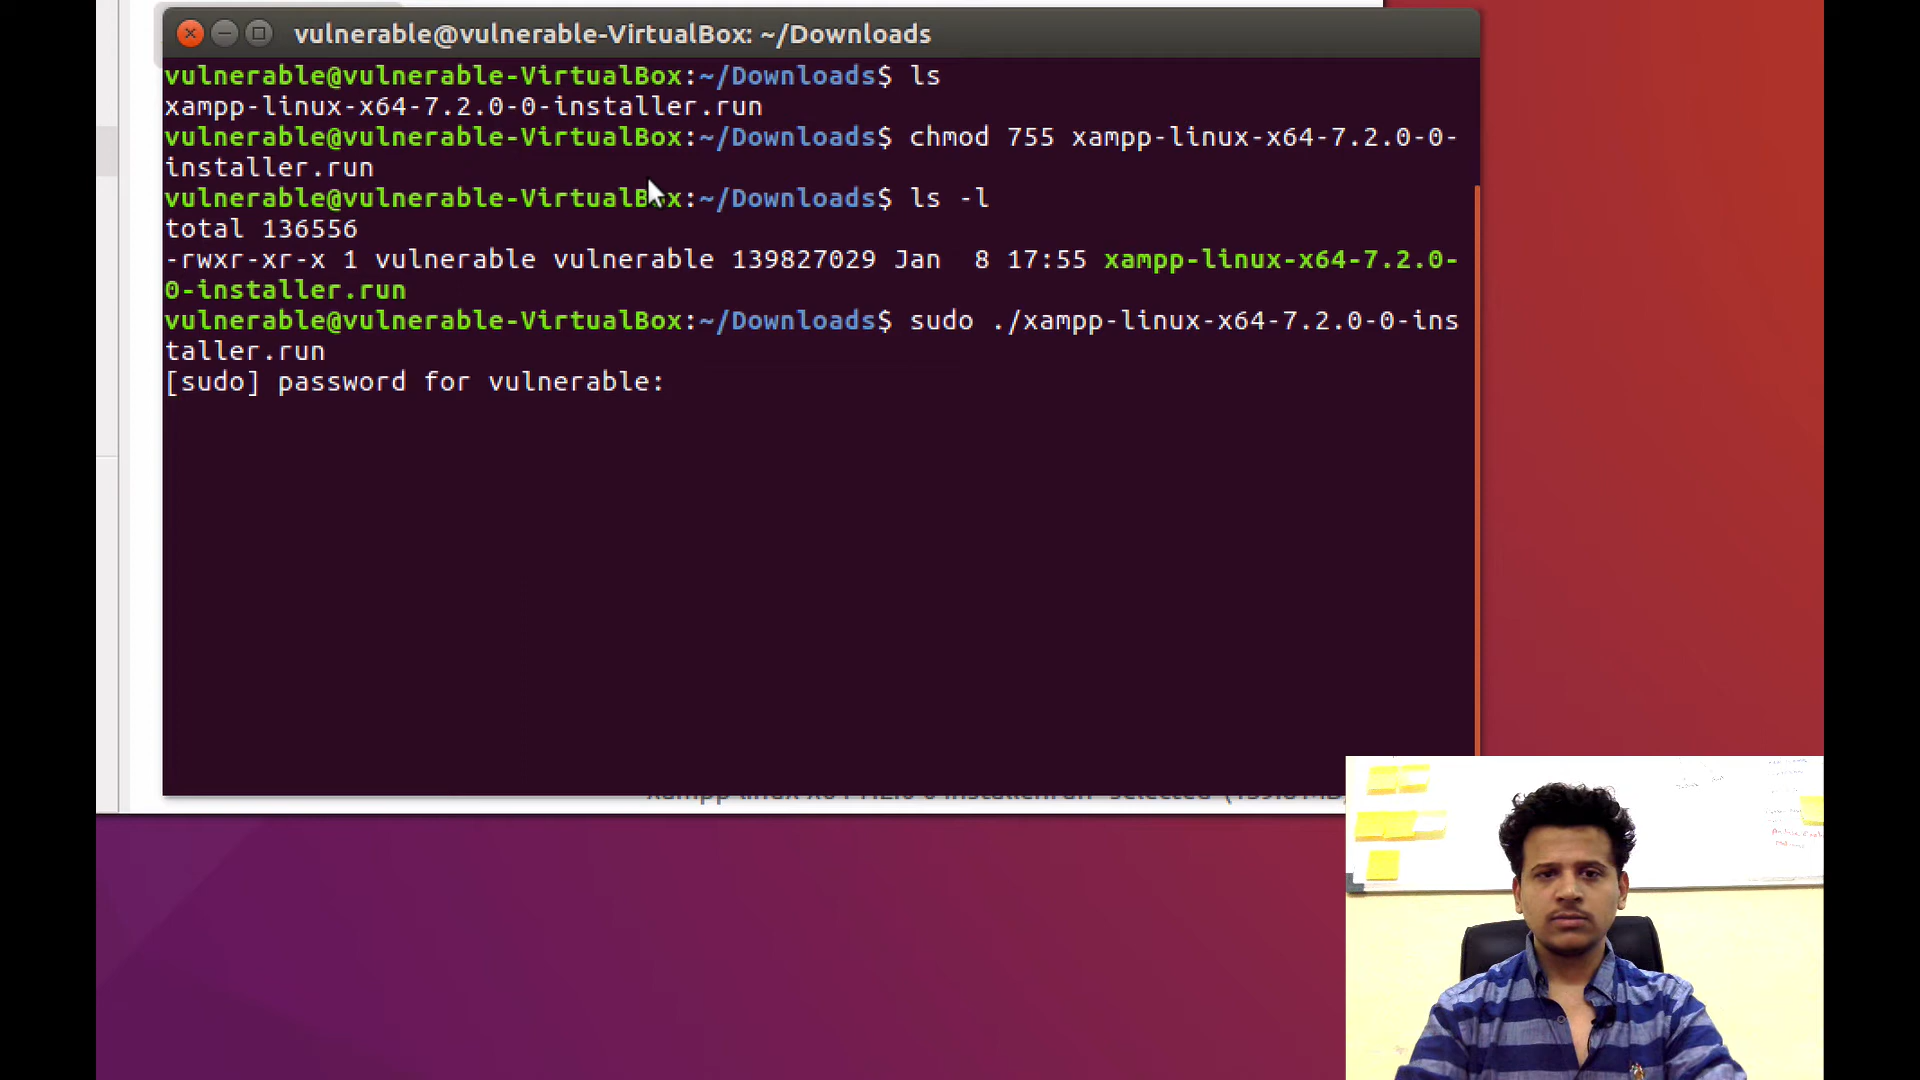 vulnerable@vulnerable-VirtualBox: ~/Downloads
vulnerable@vulnerable-VirtualBox:~/Downloads$ ls
xampp-linux-x64-7.2.0-0-installer.run
vulnerable@vulnerable-VirtualBox:~/Downloads$ chmod 755 xampp-linux-x64-7.2.0-0-
installer.run
vulnerable@vulnerable-VirtualBox:~/Downloads$ ls -l
total 136556
-rwxr-xr-x 1 vulnerable vulnerable 139827029 Jan  8 17:55 xampp-linux-x64-7.2.0-
0-installer.run
vulnerable@vulnerable-VirtualBox:~/Downloads$ sudo ./xampp-linux-x64-7.2.0-0-ins
taller.run
[sudo] password for vulnerable: